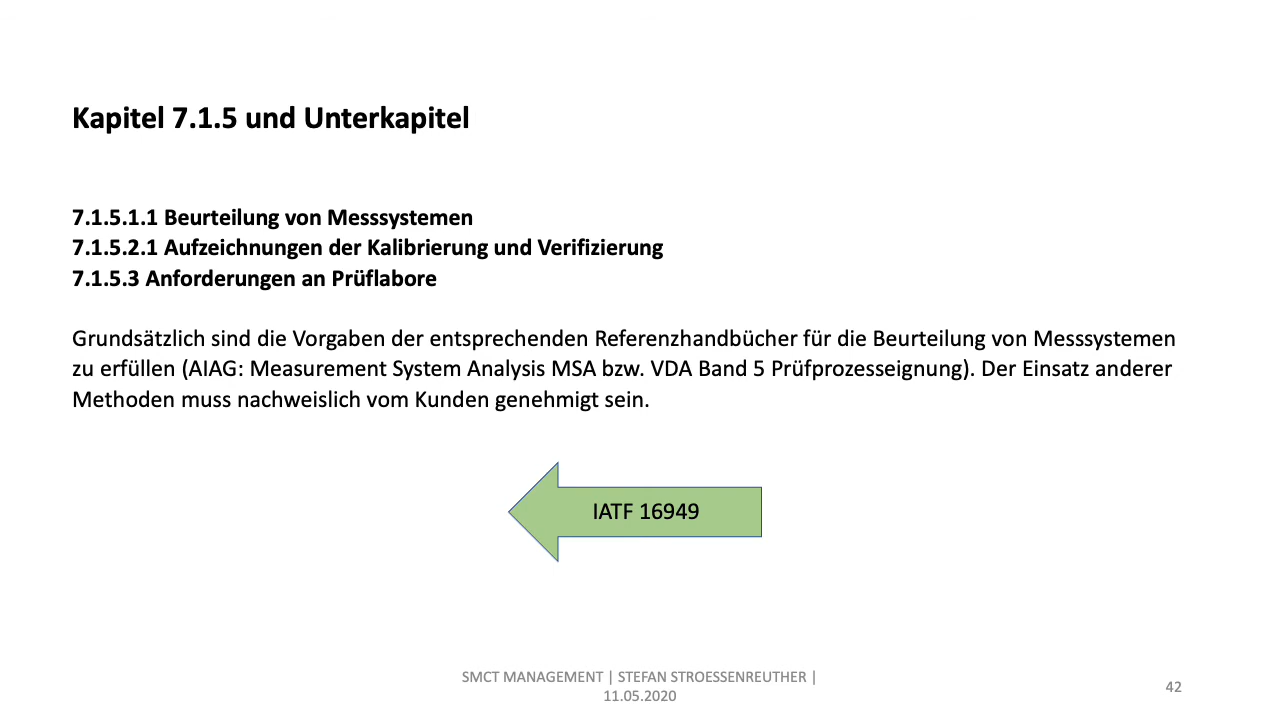 Kapitel 7.1.5 und Unterkapitel
7.1.5.1.1 Beurteilung von Messsystemen
7.1.5.2.1 Aufzeichnungen der Kalibrierung und Verifizierung
7.1.5.3 Anforderungen an Prüflabore
Grundsätzlich sind die Vorgaben der entsprechenden Referenzhandbücher für die Beurteilung von Messsystemen
zu erfüllen (AIAG: Measurement System Analysis MSA bzw. VDA Band 5 Prüfprozesseignung). Der Einsatz anderer
Methoden muss nachweislich vom Kunden genehmigt sein.
IATF 16949
SMCT MANAGEMENT | STEFAN STROESSENREUTHER |
11.05.2020
42